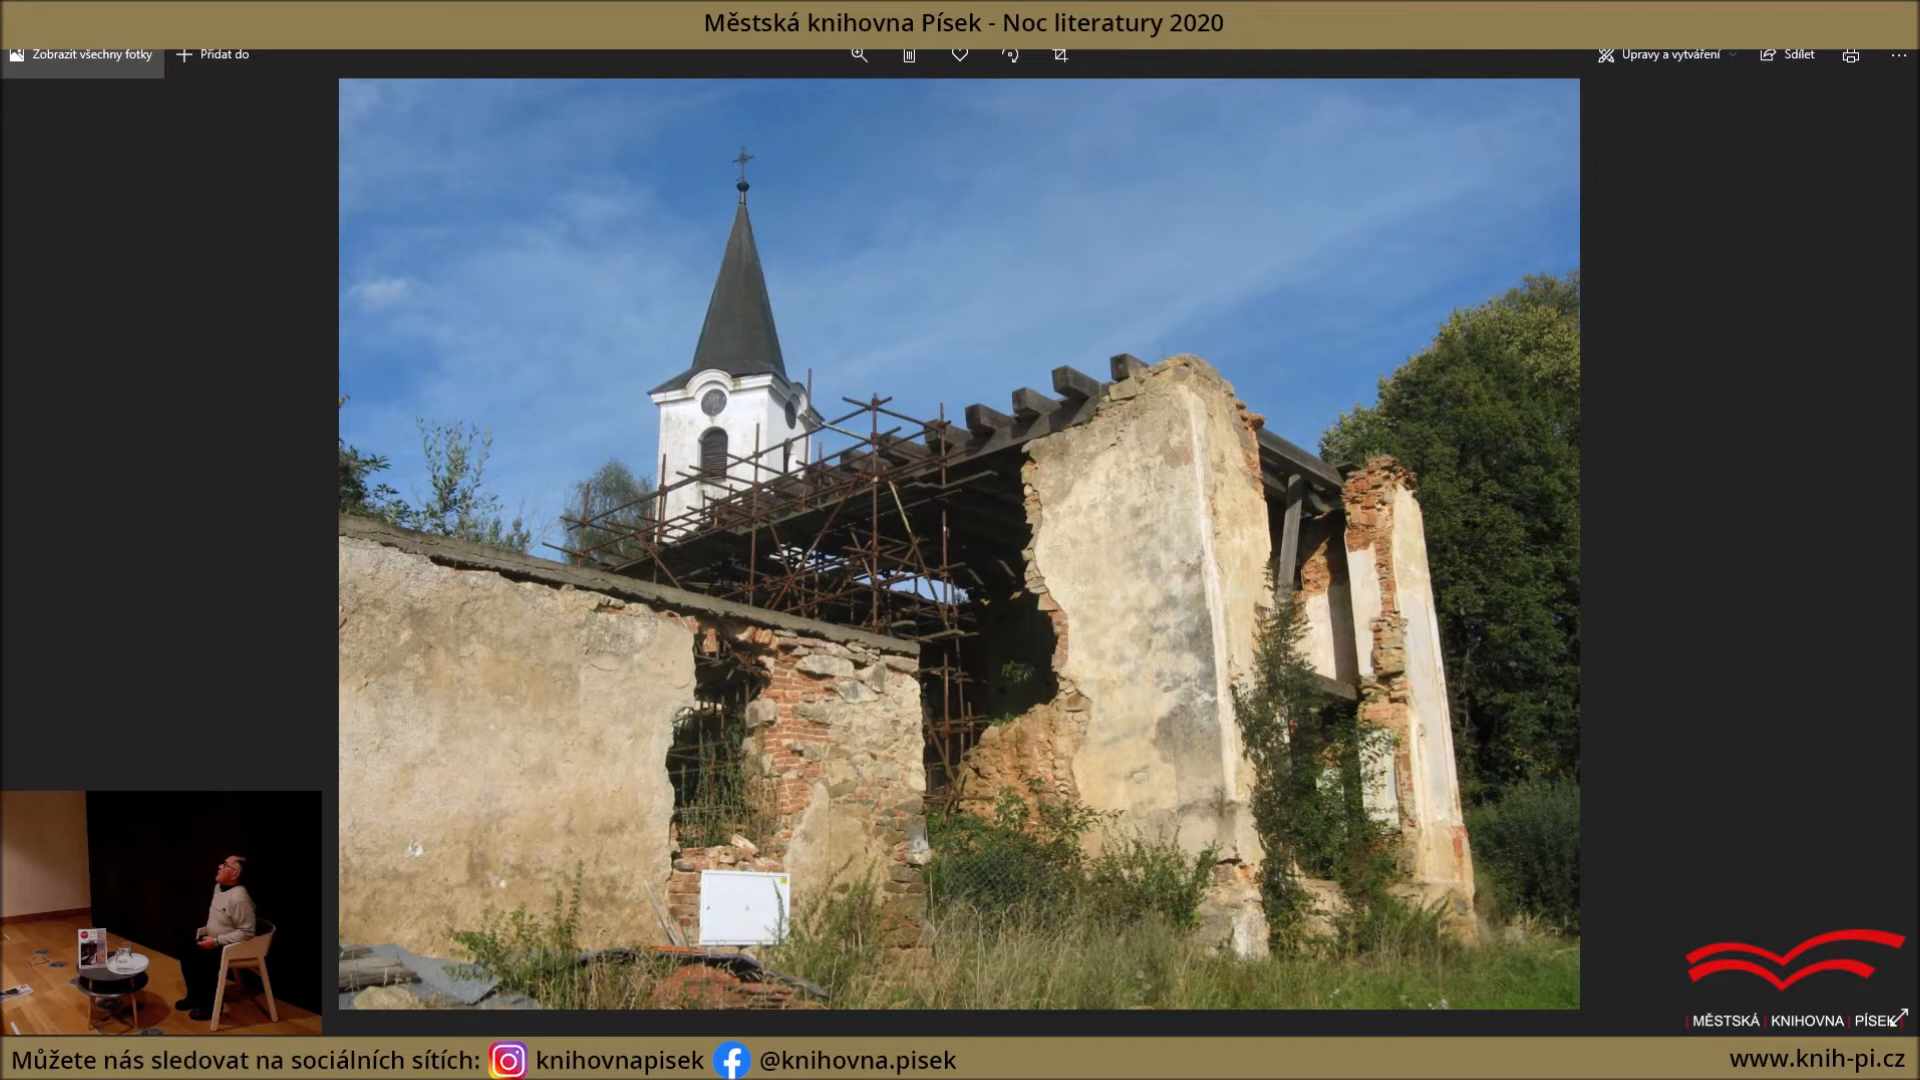 Městská knihovna Písek - Noc literatury 2020
Zobrazit všechny fotky
Přidat do
Upravy a vytváření
Sdílet
MĚSTSKÁ | KNIHOVNA | PÍSEK
Můžete nás sledovat na sociálních sítích: knihovnapisek @knihovna.pisek
www.knih-pi.cz